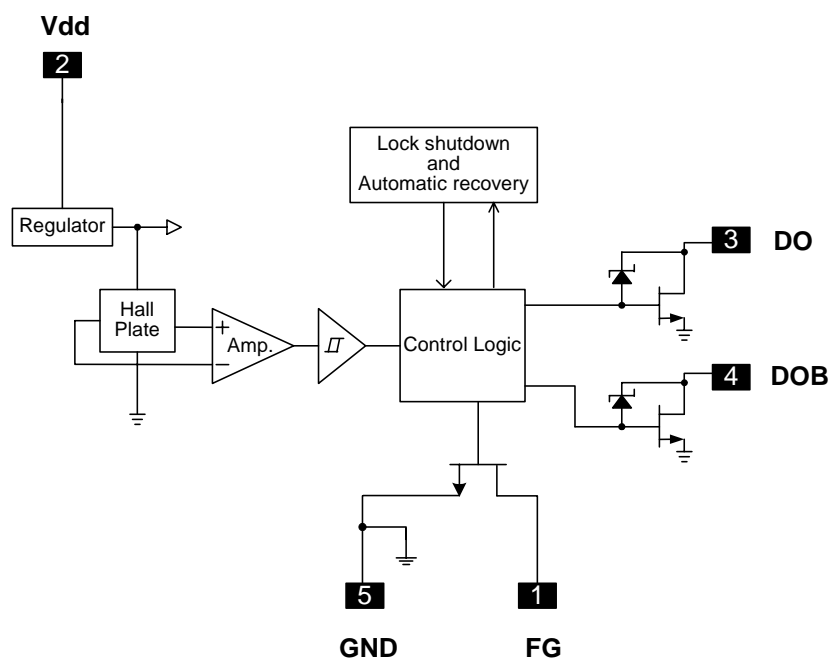 Vdd
2
Lock shutdown
and
Automatic recovery
Regulator
3 DO
Hall
Plate
+
Amp.
−
Control Logic
4 DOB
5
1
GND
FG